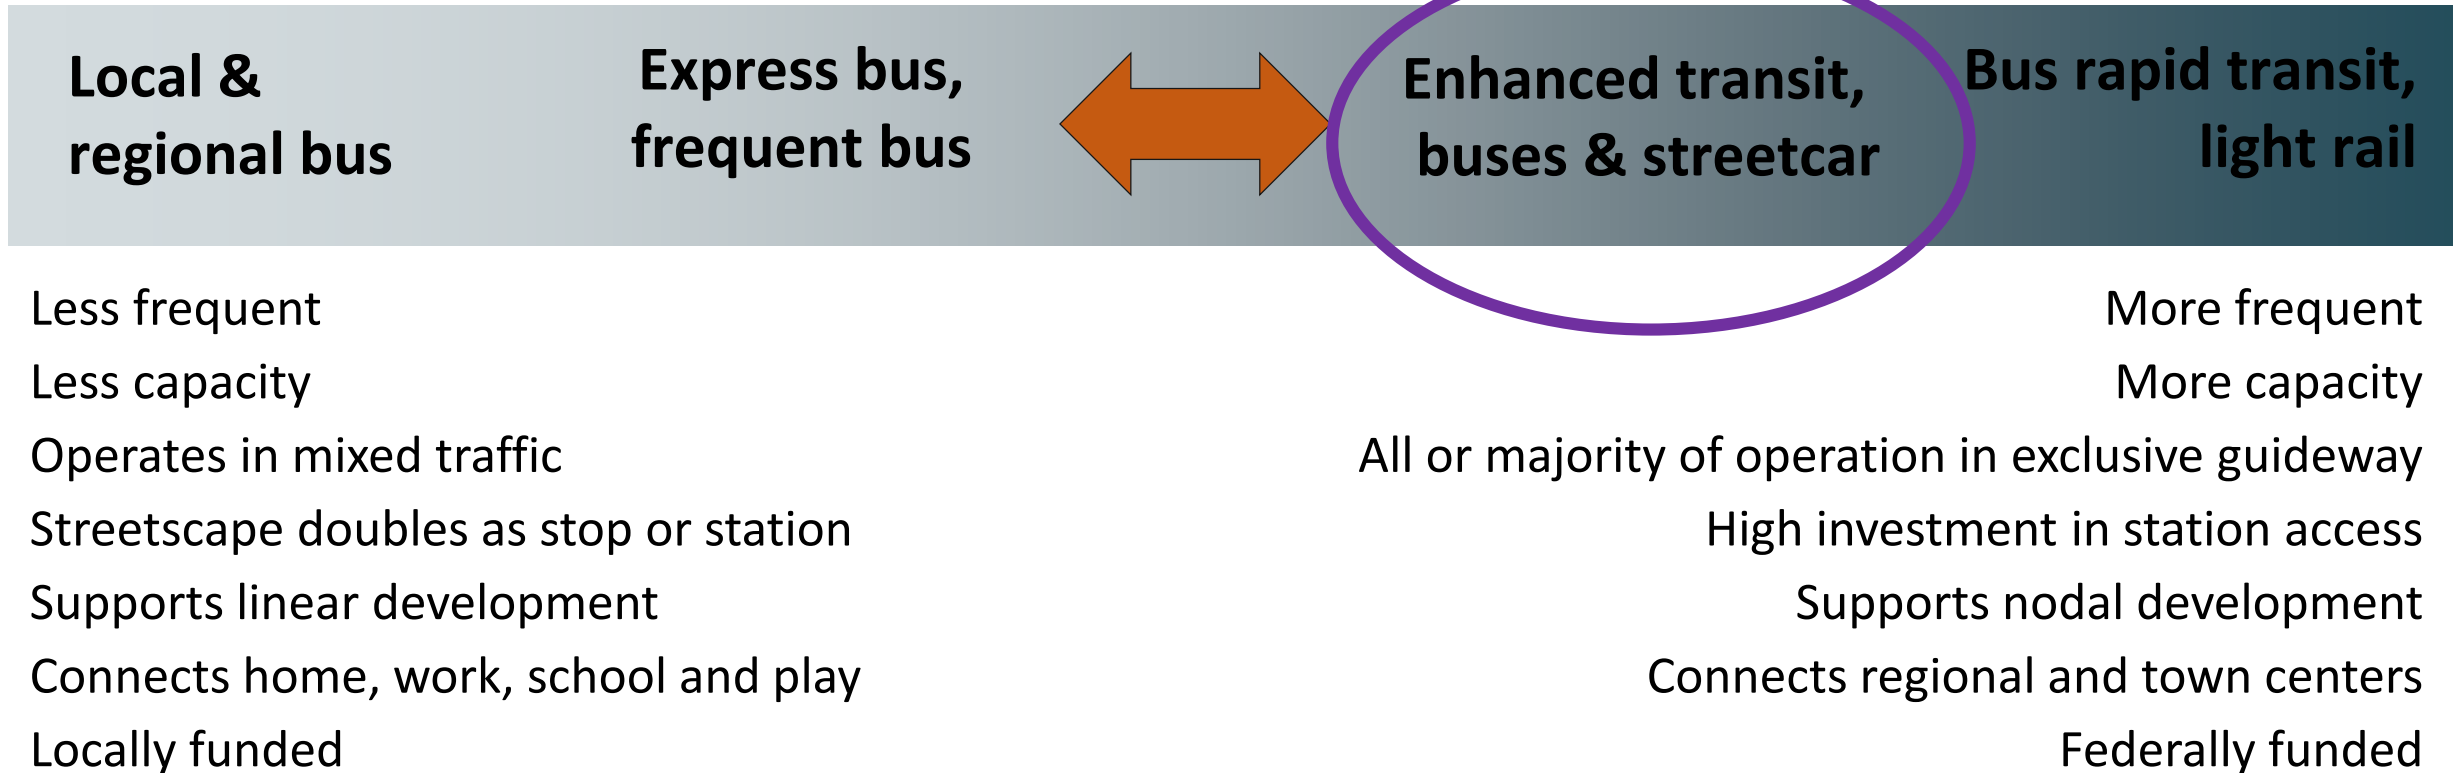 Local &
regional bus
Express bus,
frequent bus
Enhanced transit,
buses & streetcar
Bus rapid transit,
light rail
Less frequent
More frequent
Less capacity
More capacity
Operates in mixed traffic
All or majority of operation in exclusive guideway
Streetscape doubles as stop or station
High investment in station access
Supports linear development
Supports nodal development
Connects home, work, school and play
Connects regional and town centers
Locally funded
Federally funded